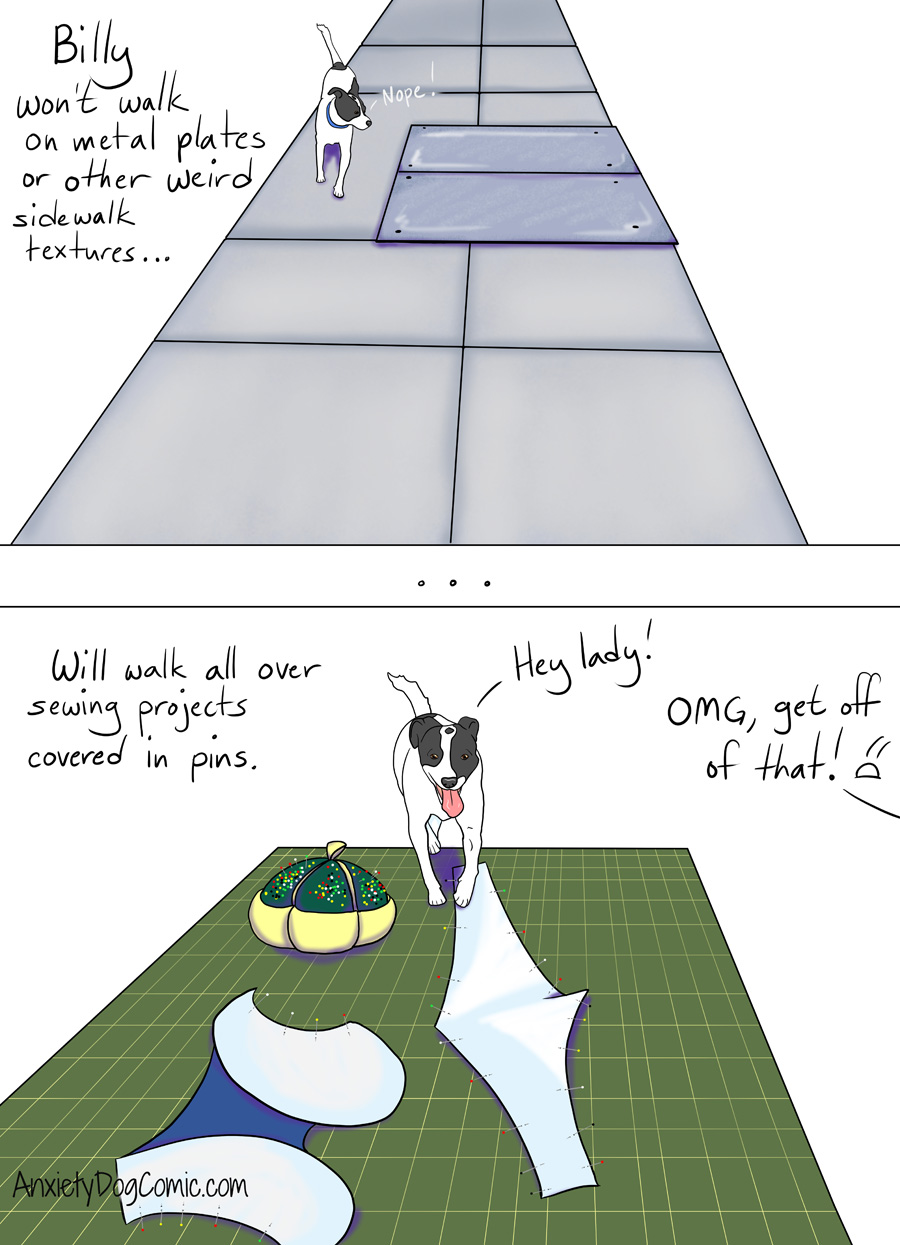 Billy
won't walk
on metal plates
or other weird
sidewalk
textures...
Nope!
...
Will walk all over
sewing projects
covered in pins.
Hey lady!
OMG, get off
of that!
AnxietyDogComic.com